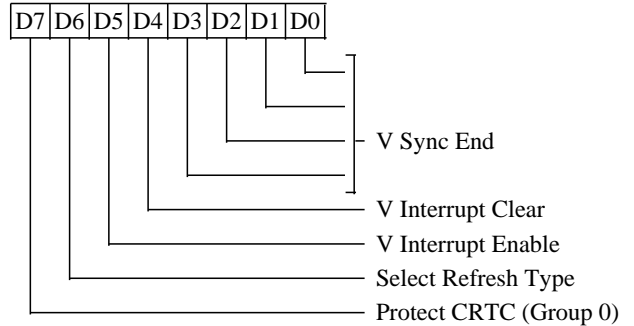 D7 D6 D5 D4 D3 D2 D1 D0
V Sync End
V Interrupt Clear
V Interrupt Enable
Select Refresh Type
Protect CRTC (Group 0)